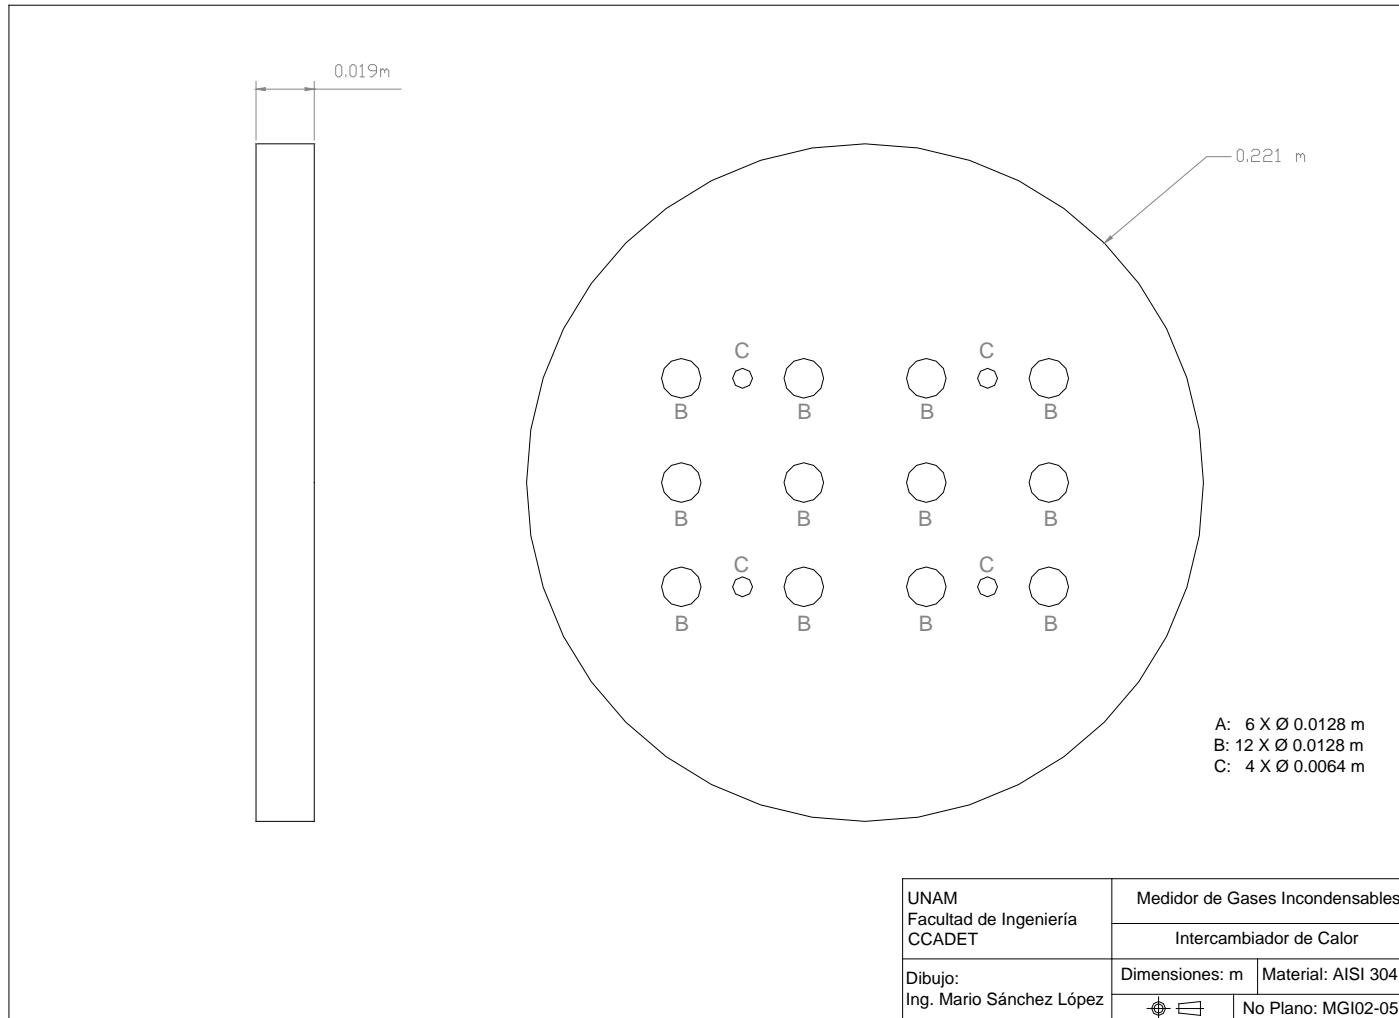 0.019m
0.221 m
C C
B B B B
B B B B
C C
B B B B
A: 6 X Ø 0.0128 m
B: 12 X Ø 0.0128 m
C: 4 X Ø 0.0064 m
UNAM
Facultad de Ingeniería
CCADET
Medidor de Gases Incondensables
Intercambiador de Calor
Dibujo:
Ing. Mario Sánchez López
Dimensiones: m
Material: AISI 304
No Plano: MGI02-05